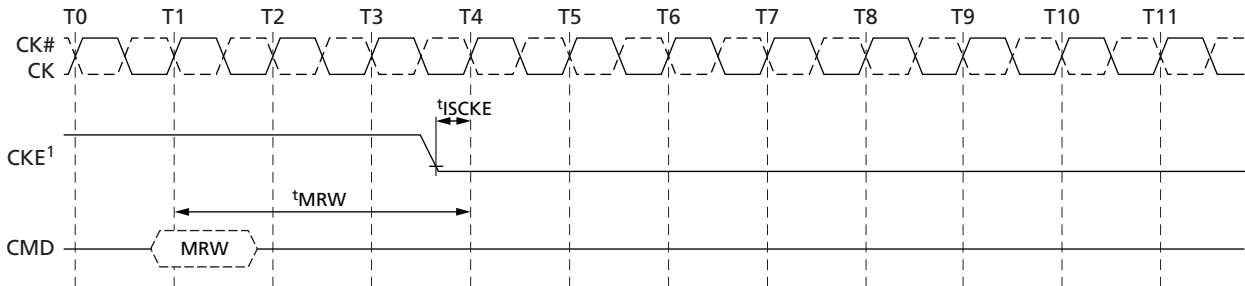 T0 T1 T2 T3 T4 T5 T6 T7 T8 T9 T10 T11
CK#
CK
tISCKE
CKE1
tMRW
CMD MRW